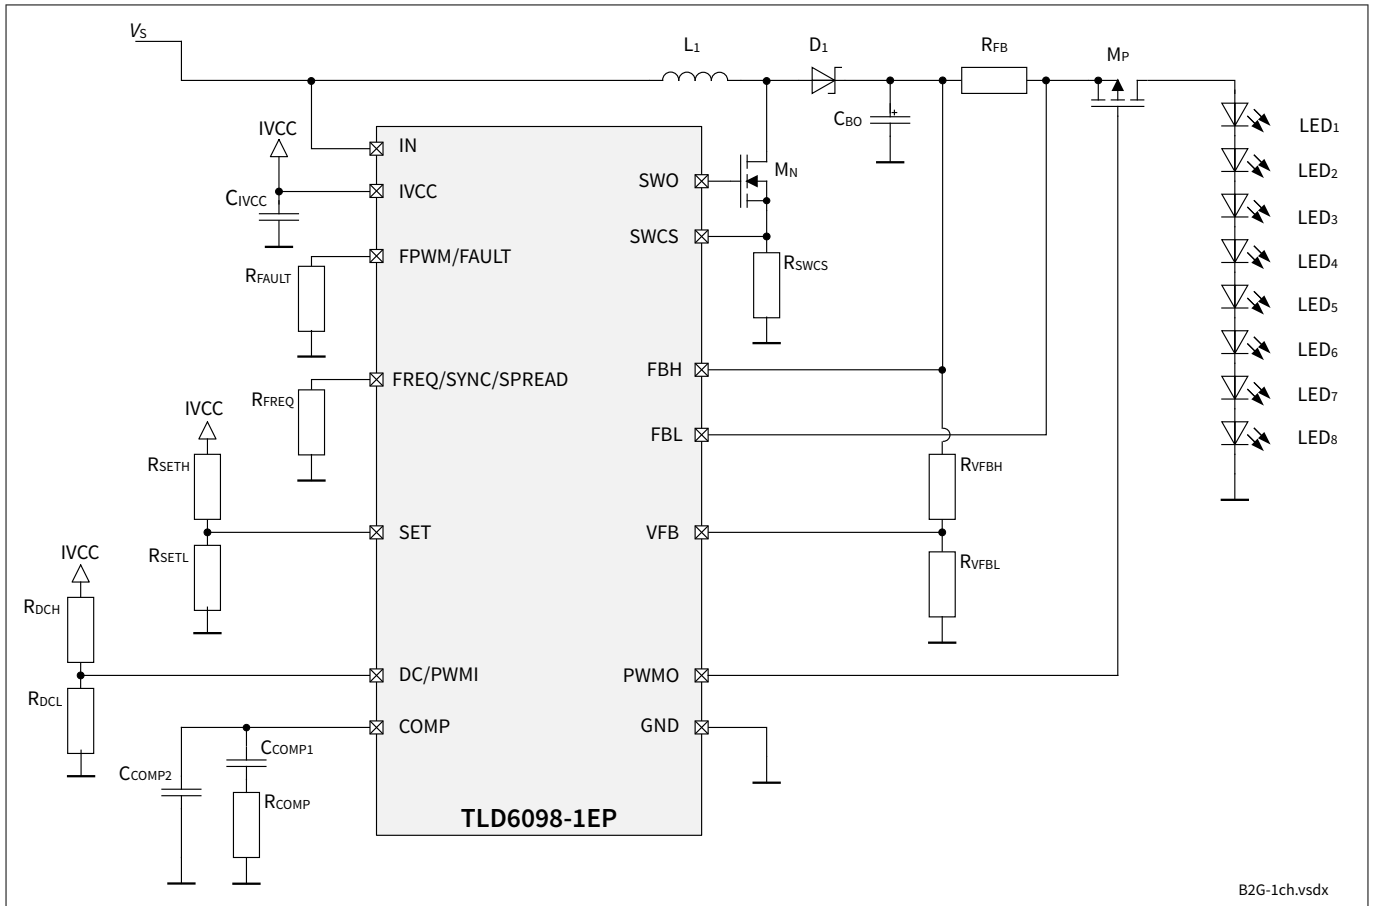 VS
L1
D1
RFB
MP
CBO
LED1
LED2
LED3
LED4
LED5
LED6
LED7
LED8
IVCC
CIVCC
RFAULT
RFREQ
IVCC
RSETH
RSETL
IVCC
RDCH
RDCL
CCOMP1
CCOMP2
RCOMP
IN
IVCC
FPWM/FAULT
FREQ/SYNC/SPREAD
SET
DC/PWMI
COMP
SWO
SWCS
FBH
FBL
VFB
PWMO
GND
TLD6098-1EP
MN
RSWCS
RVFBH
RVFBL
B2G-1ch.vsdx